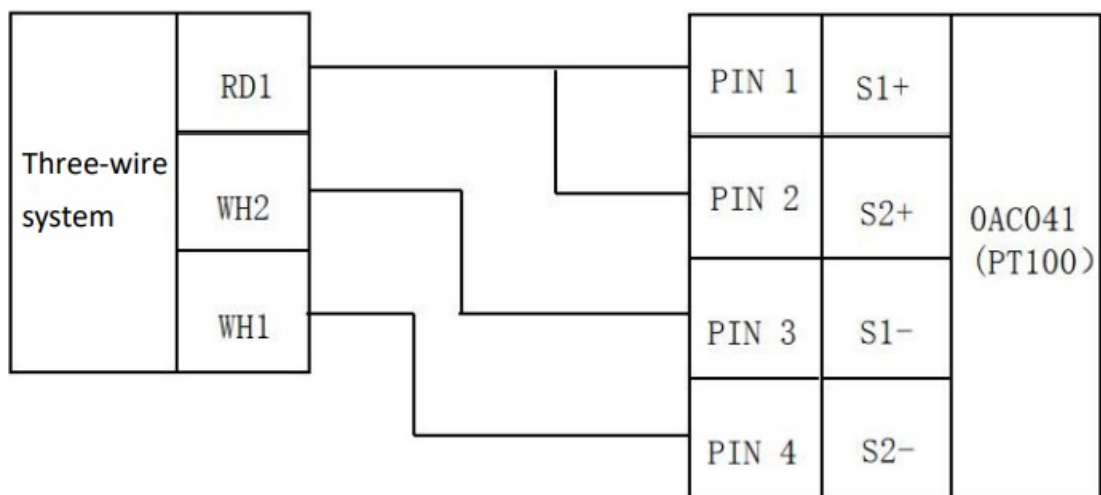 Three-wire
system
RD1
WH2
WH1
PIN 1
S1+
PIN 2
S2+
PIN 3
S1-
PIN 4
S2-
OAC041
(PT100)